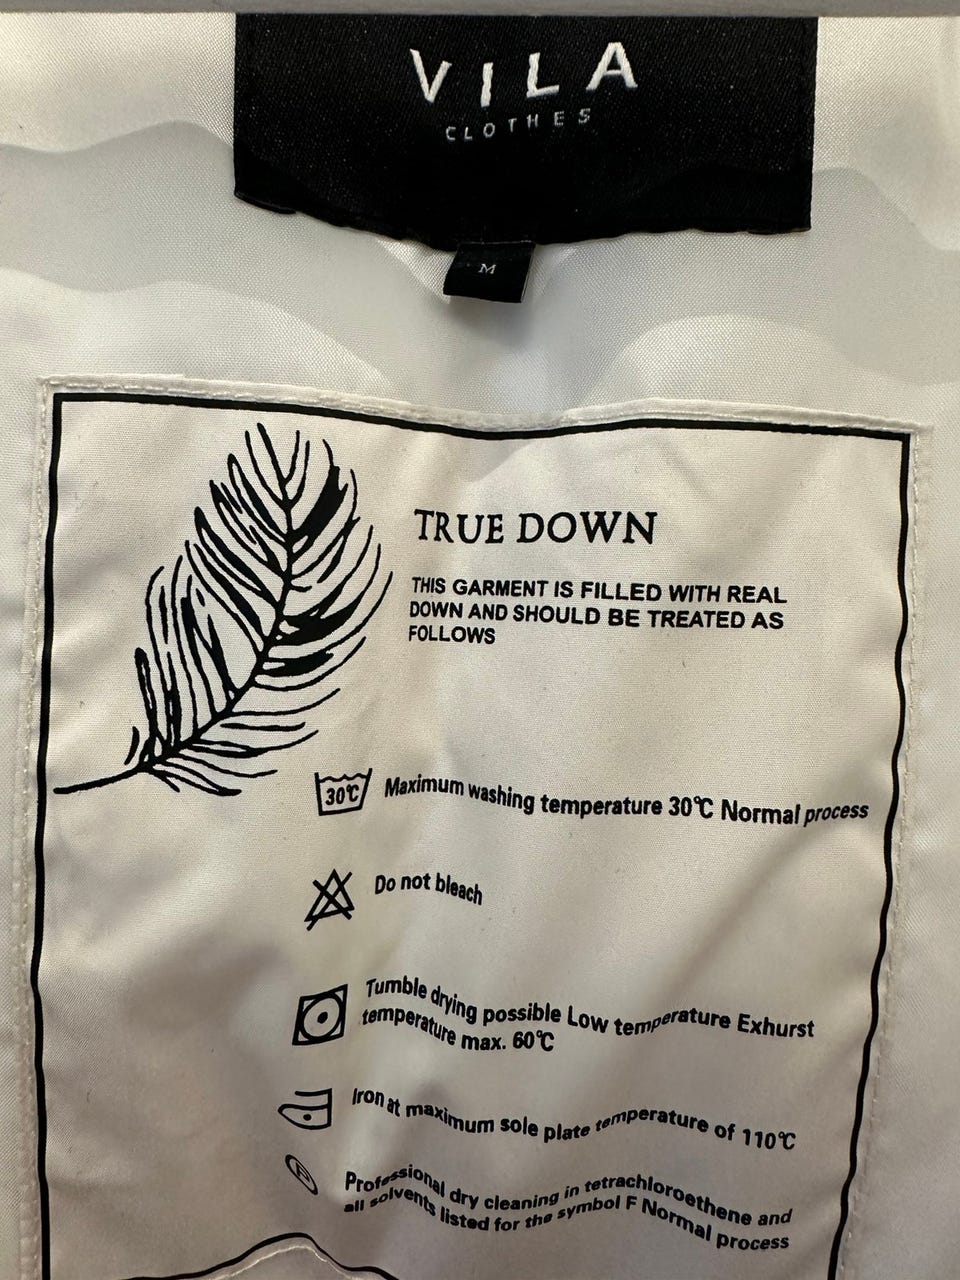 VILA
CLOTHES
M
TRUE DOWN
THIS GARMENT IS FILLED WITH REAL
DOWN AND SHOULD BE TREATED AS
FOLLOWS
30℃ Maximum washing temperature 30℃ Normal process
Do not bleach
Tumble drying possible Low temperature Exhurst
temperature max. 60℃
Iron at maximum sole plate temperature of 110℃
P Professional dry cleaning in tetrachloroethene and
all solvents listed for the symbol F Normal process